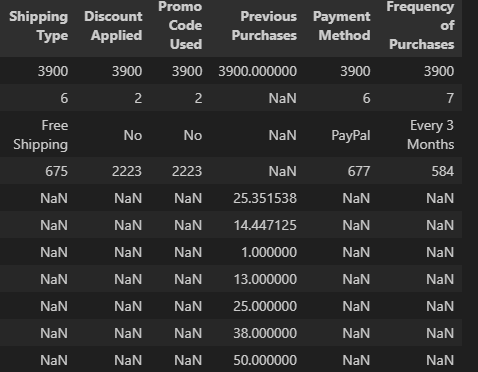 Shipping Type Discount Applied Promo Code Used Previous Purchases Payment Method Frequency of Purchases
3900 3900 3900 3900.000000 3900 3900
6 2 2 NaN 6 7
Free Shipping No No NaN PayPal Every 3 Months
675 2223 2223 NaN 677 584
NaN NaN NaN 25.351538 NaN NaN
NaN NaN NaN 14.447125 NaN NaN
NaN NaN NaN 1.000000 NaN NaN
NaN NaN NaN 13.000000 NaN NaN
NaN NaN NaN 25.000000 NaN NaN
NaN NaN NaN 38.000000 NaN NaN
NaN NaN NaN 50.000000 NaN NaN